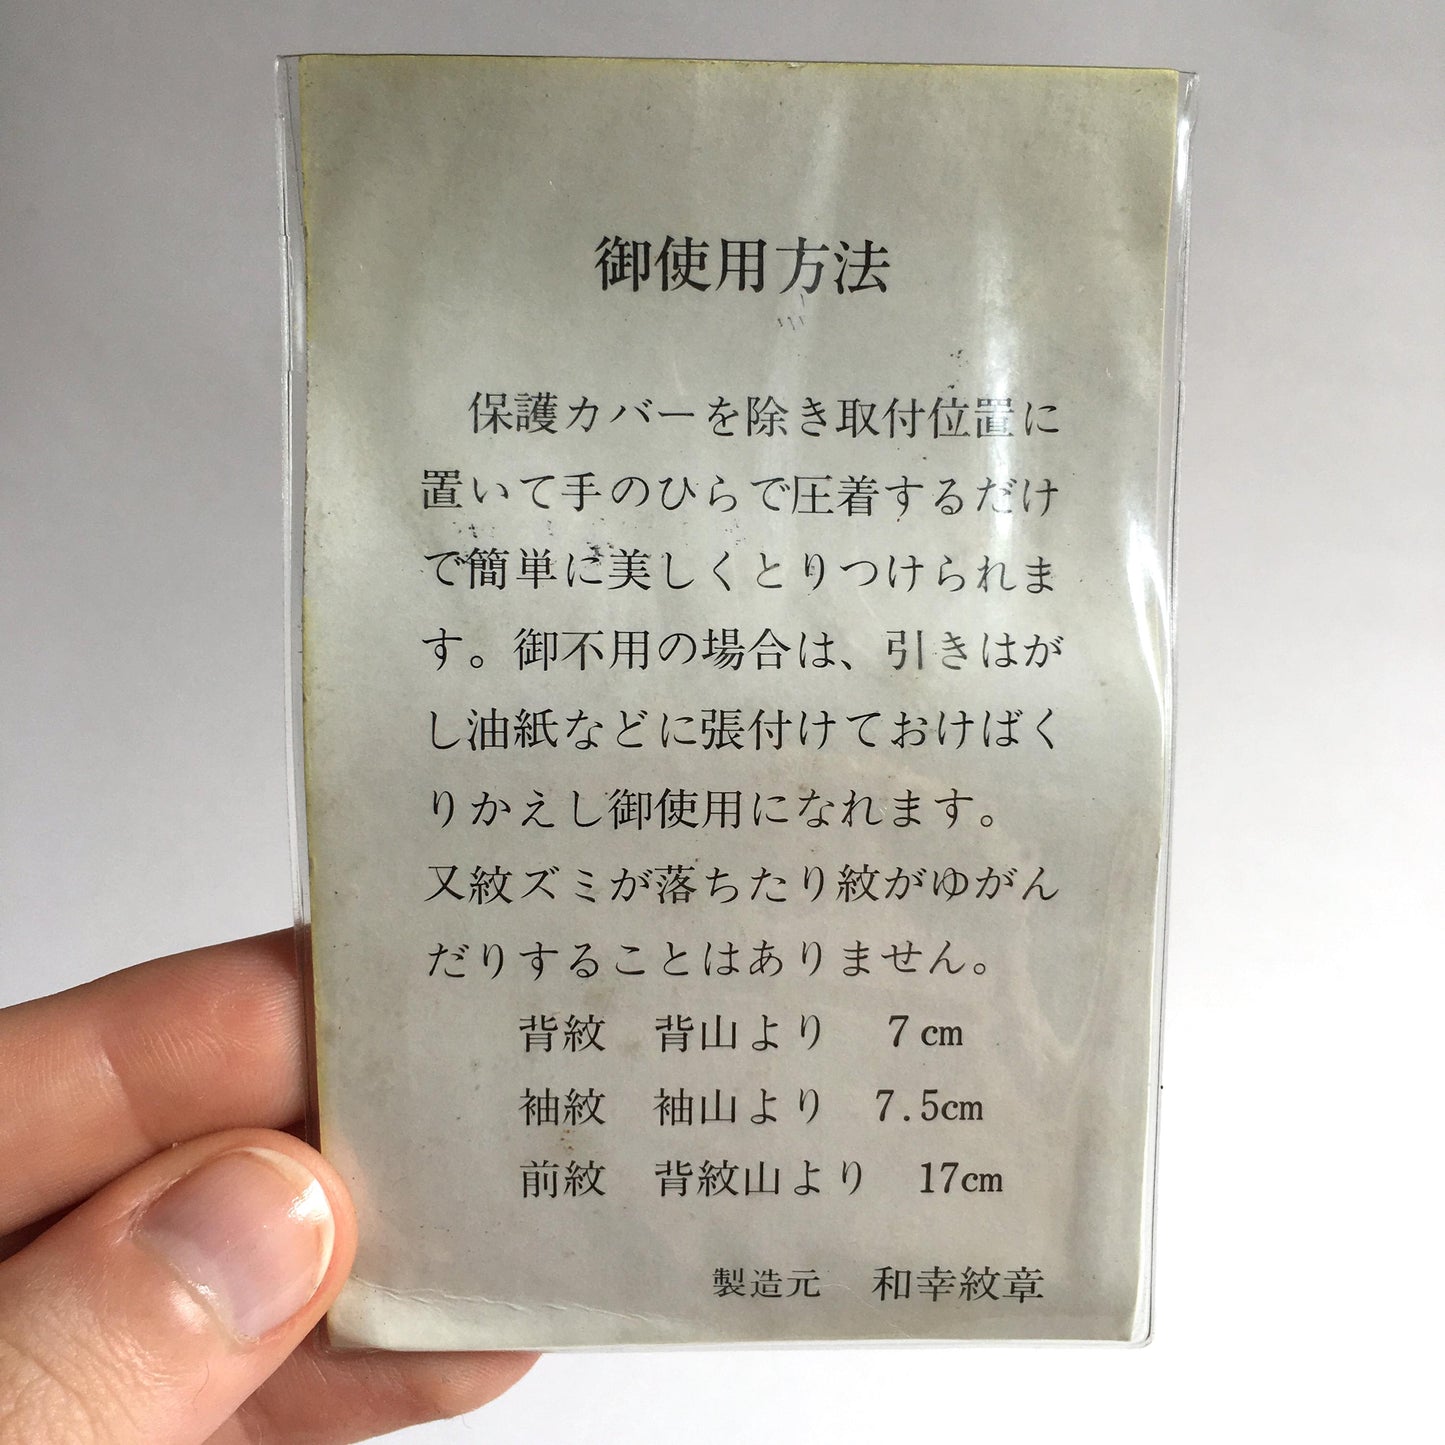 御使用方法
保護カバーを除き取付位置に
置いて手のひらで圧着するだけ
で簡単に美しくとりつけられま
す。御不用の場合は、引きはが
し油紙などに張付けておけばく
りかえし御使用になれます。
又紋ズミが落ちたり紋がゆがん
だりすることはありません。
背紋　背山より　7cm
袖紋　袖山より　7.5cm
前紋　背紋山より　17cm
製造元　和幸紋章